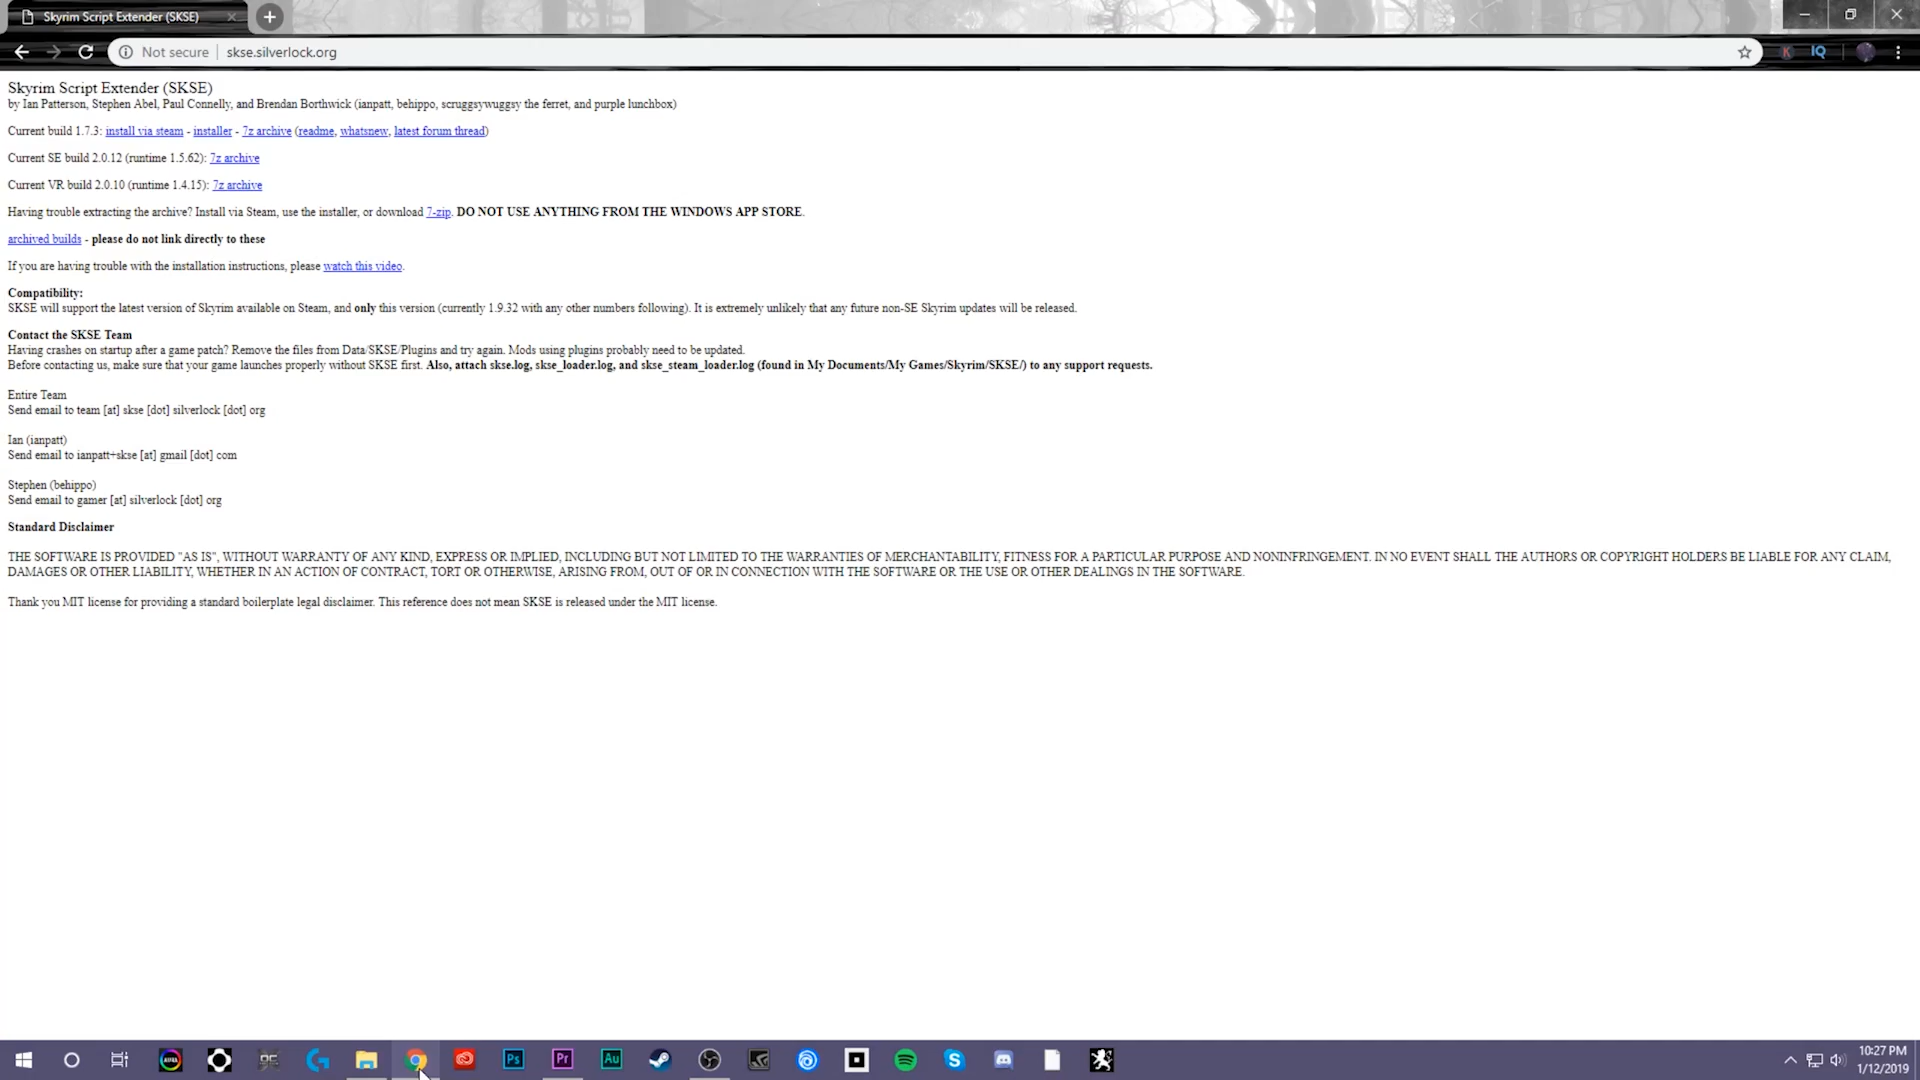 Skyrim Script Extender (SKSE)
Not secure | skse.silverlock.org
K IQ
Skyrim Script Extender (SKSE)
by Ian Patterson, Stephen Abel, Paul Connelly, and Brendan Borthwick (ianpatt, behippo, scruggsywuggsy the ferret, and purple lunchbox)
Current build 1.7.3: install via steam - installer - 7z archive (readme, whatsnew, latest forum thread)
Current SE build 2.0.12 (runtime 1.5.62): 7z archive
Current VR build 2.0.10 (runtime 1.4.15): 7z archive
Having trouble extracting the archive? Install via Steam, use the installer, or download 7-zip. DO NOT USE ANYTHING FROM THE WINDOWS APP STORE.
archived builds - please do not link directly to these
If you are having trouble with the installation instructions, please watch this video.
Compatibility:
SKSE will support the latest version of Skyrim available on Steam, and only this version (currently 1.9.32 with any other numbers following). It is extremely unlikely that any future non-SE Skyrim updates will be released.
Contact the SKSE Team
Having crashes on startup after a game patch? Remove the files from Data/SKSE/Plugins and try again. Mods using plugins probably need to be updated.
Before contacting us, make sure that your game launches properly without SKSE first. Also, attach skse.log, skse_loader.log, and skse_steam_loader.log (found in My Documents/My Games/Skyrim/SKSE/) to any support requests.
Entire Team
Send email to team [at] skse [dot] silverlock [dot] org
Ian (ianpatt)
Send email to ianpatt+skse [at] gmail [dot] com
Stephen (behippo)
Send email to gamer [at] silverlock [dot] org
Standard Disclaimer
THE SOFTWARE IS PROVIDED "AS IS", WITHOUT WARRANTY OF ANY KIND, EXPRESS OR IMPLIED, INCLUDING BUT NOT LIMITED TO THE WARRANTIES OF MERCHANTABILITY, FITNESS FOR A PARTICULAR PURPOSE AND NONINFRINGEMENT. IN NO EVENT SHALL THE AUTHORS OR COPYRIGHT HOLDERS BE LIABLE FOR ANY CLAIM,
DAMAGES OR OTHER LIABILITY, WHETHER IN AN ACTION OF CONTRACT, TORT OR OTHERWISE, ARISING FROM, OUT OF OR IN CONNECTION WITH THE SOFTWARE OR THE USE OR OTHER DEALINGS IN THE SOFTWARE.
Thank you MIT license for providing a standard boilerplate legal disclaimer. This reference does not mean SKSE is released under the MIT license.
Ps Pr Au
10:27 PM
1/12/2019